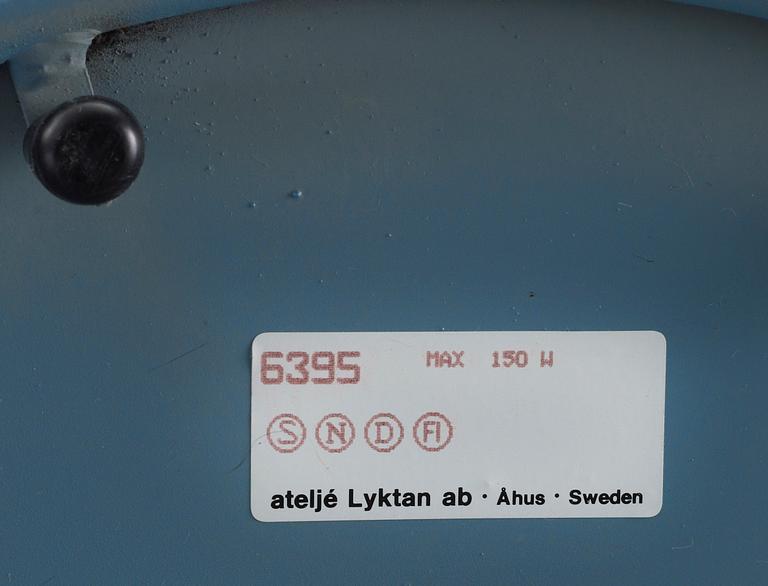 6395 MAX 150 W
S N D FI
ateljé Lyktan ab · Åhus · Sweden